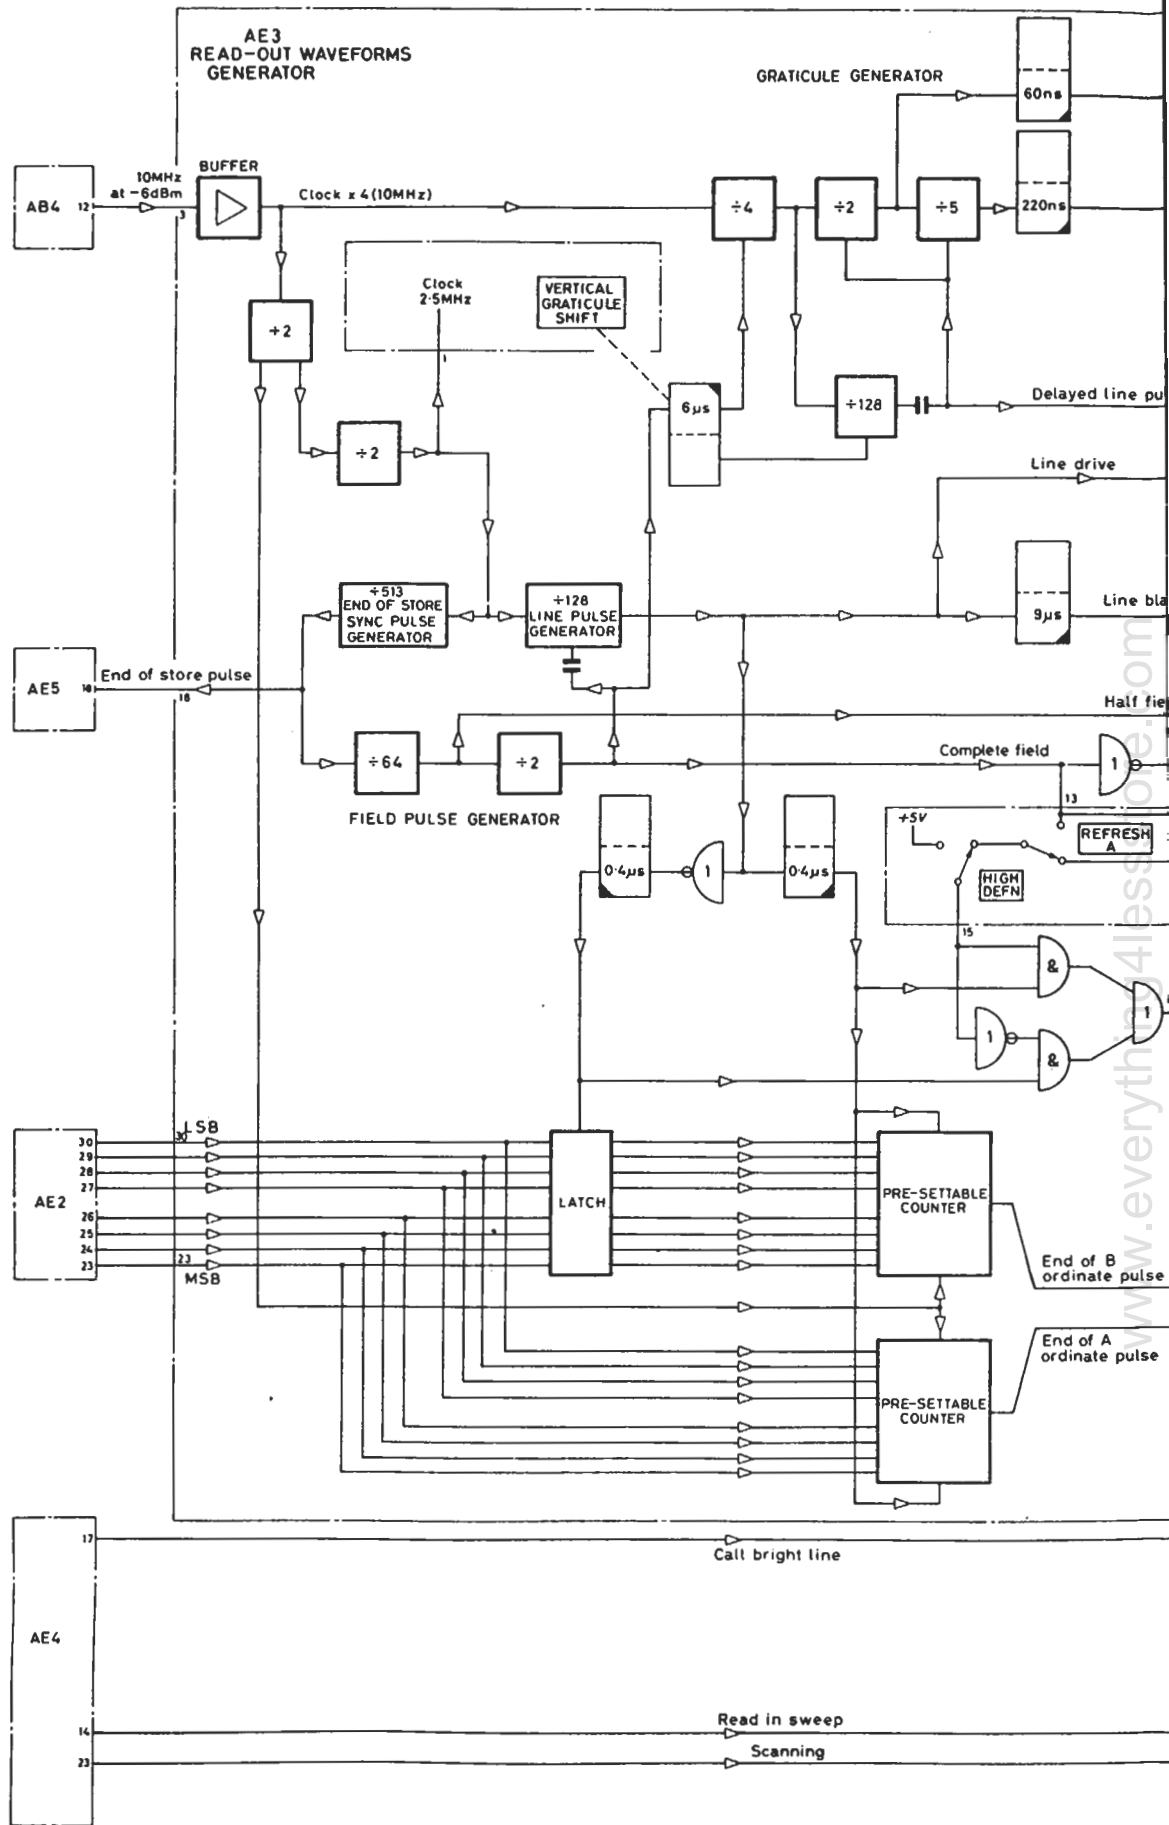 AE3
READ-OUT WAVEFORMS
GENERATOR
GRATICULE GENERATOR
60ns
BUFFER
10MHz
at -6dBm
AB4
12
3
Clock x 4 (10MHz)
÷4
÷2
÷5
220ns
Clock
2·5MHz
1
VERTICAL
GRATICULE
SHIFT
÷2
6µs
÷128
Delayed line pu
÷2
Line drive
÷513
END OF STORE
SYNC PULSE
GENERATOR
÷128
LINE PULSE
GENERATOR
9µs
Line bla
AE5
18
End of store pulse
16
Half fie
÷64
÷2
Complete field
1
13
FIELD PULSE GENERATOR
+5V
REFRESH
A
0·4µs
1
0·4µs
HIGH
DEFN
15
&
1
1
&
AE2
30
29
28
27
26
25
24
23
30
LSB
23
MSB
LATCH
PRE-SETTABLE
COUNTER
End of B
ordinate pulse
End of A
ordinate pulse
PRE-SETTABLE
COUNTER
AE4
17
Call bright line
14
Read in sweep
23
Scanning
www.everything4lessstore.com